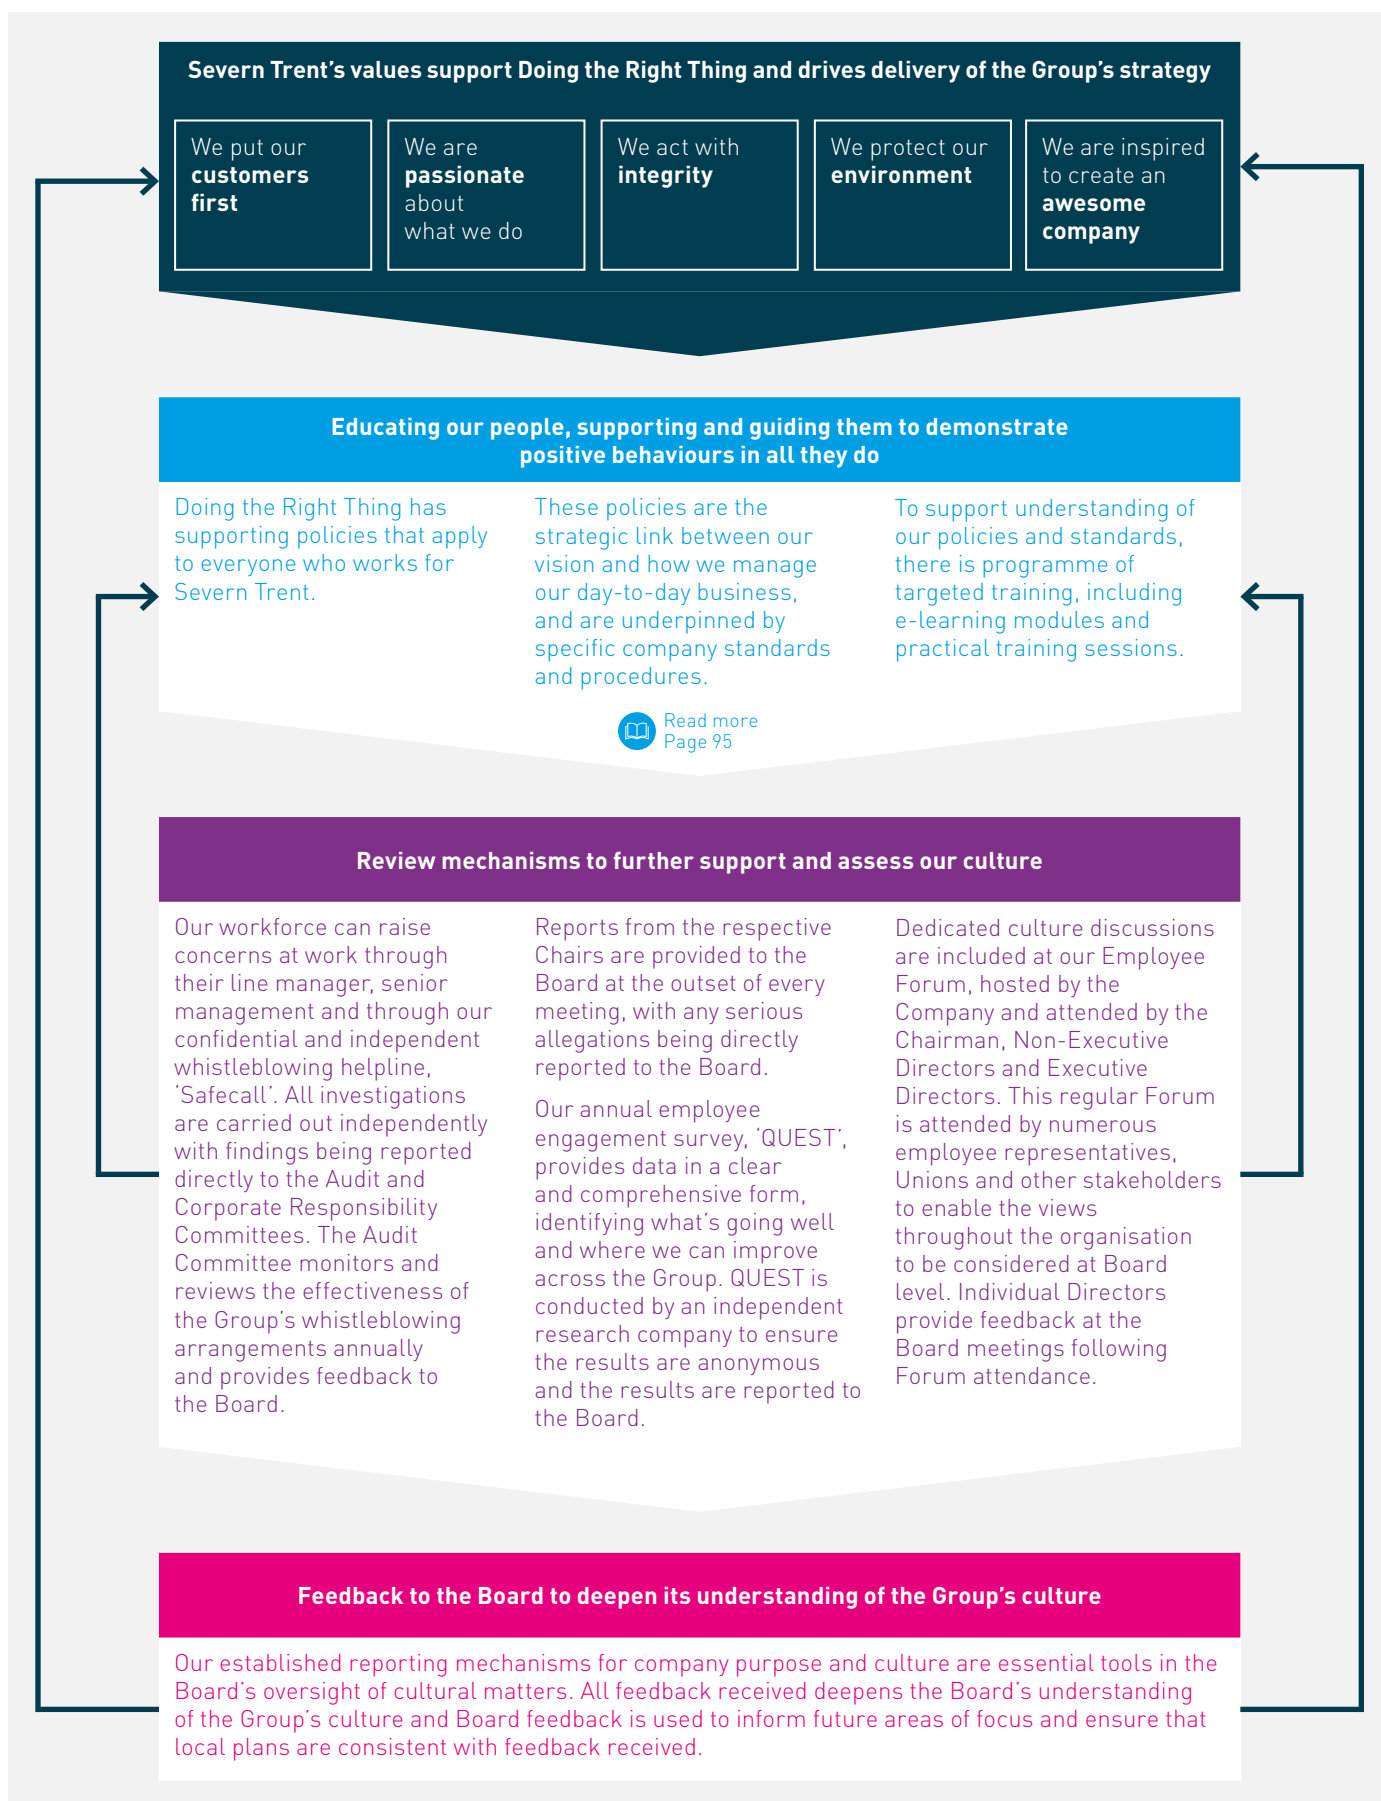 Severn Trent’s values support Doing the Right Thing and drives delivery of the Group’s strategy
We put our
customers
first
We are
passionate
about
what we do
We act with
integrity
We protect our
environment
We are inspired
to create an
awesome
company
Educating our people, supporting and guiding them to demonstrate
positive behaviours in all they do
Doing the Right Thing has
supporting policies that apply
to everyone who works for
Severn Trent.
These policies are the
strategic link between our
vision and how we manage
our day-to-day business,
and are underpinned by
specific company standards
and procedures.
To support understanding of
our policies and standards,
there is programme of
targeted training, including
e-learning modules and
practical training sessions.
Read more
Page 95
Review mechanisms to further support and assess our culture
Our workforce can raise
concerns at work through
their line manager, senior
management and through our
confidential and independent
whistleblowing helpline,
‘Safecall’. All investigations
are carried out independently
with findings being reported
directly to the Audit and
Corporate Responsibility
Committees. The Audit
Committee monitors and
reviews the effectiveness of
the Group’s whistleblowing
arrangements annually
and provides feedback to
the Board.
Reports from the respective
Chairs are provided to the
Board at the outset of every
meeting, with any serious
allegations being directly
reported to the Board.
Our annual employee
engagement survey, ‘QUEST’,
provides data in a clear
and comprehensive form,
identifying what’s going well
and where we can improve
across the Group. QUEST is
conducted by an independent
research company to ensure
the results are anonymous
and the results are reported to
the Board.
Dedicated culture discussions
are included at our Employee
Forum, hosted by the
Company and attended by the
Chairman, Non-Executive
Directors and Executive
Directors. This regular Forum
is attended by numerous
employee representatives,
Unions and other stakeholders
to enable the views
throughout the organisation
to be considered at Board
level. Individual Directors
provide feedback at the
Board meetings following
Forum attendance.
Feedback to the Board to deepen its understanding of the Group’s culture
Our established reporting mechanisms for company purpose and culture are essential tools in the
Board’s oversight of cultural matters. All feedback received deepens the Board’s understanding
of the Group’s culture and Board feedback is used to inform future areas of focus and ensure that
local plans are consistent with feedback received.